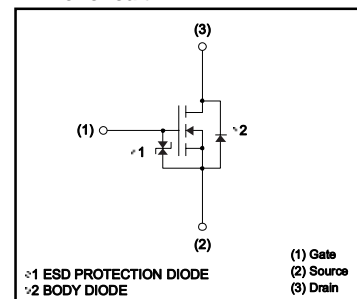 (3)
(1)
*2
*1
(2)
(1) Gate
(2) Source
(3) Drain
*1 ESD PROTECTION DIODE
*2 BODY DIODE